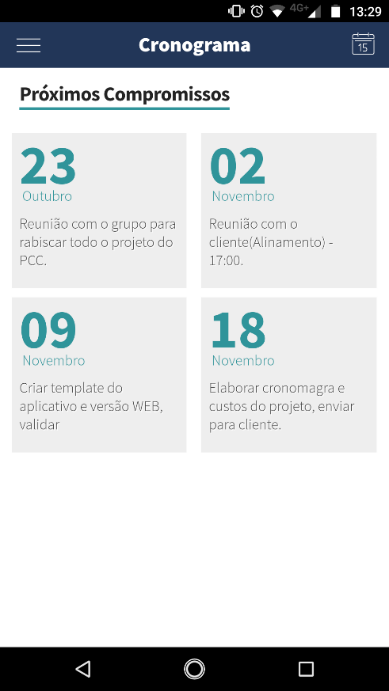 4G+ 13:29
Cronograma
15
Próximos Compromissos
23
Outubro
Reunião com o grupo para
rabiscar todo o projeto do
PCC.
02
Novembro
Reunião com o
cliente(Alinamento) -
17:00.
09
Novembro
Criar template do
aplicativo e versão WEB,
validar
18
Novembro
Elaborar cronomagra e
custos do projeto, enviar
para cliente.